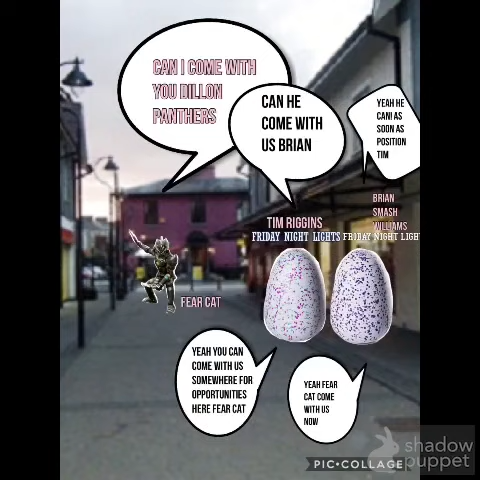 CAN I COME WITH
YOU DILLON
PANTHERS
CAN HE
COME WITH
US BRIAN
YEAH HE
CANI AS
SOON AS
POSITION
TIM
BRIAN
SMASH
WILLIAMS
FRIDAY NIGHT LIGHT
TIM RIGGINS
FRIDAY NIGHT LIGHTS
FEAR CAT
YEAH YOU CAN
COME WITH US
SOMEWHERE FOR
OPPORTUNITIES
HERE FEAR CAT
YEAH FEAR
CAT COME
WITH US
NOW
shadow
puppet
PIC•COLLAGE